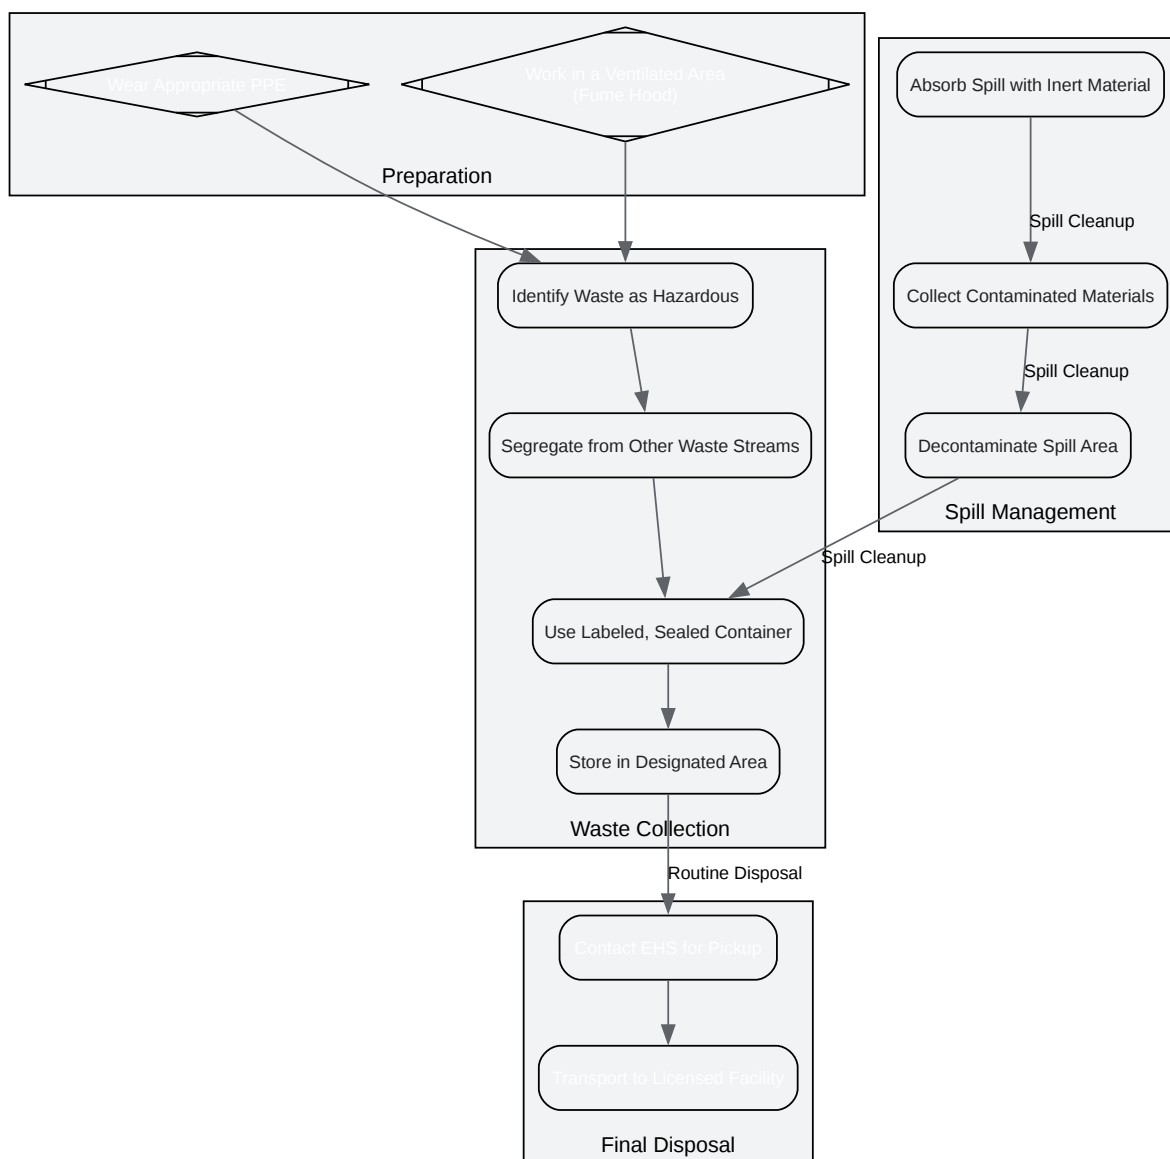 Wear Appropriate PPE
Work in a Ventilated Area
(Fume Hood)
Preparation
Absorb Spill with Inert Material
Spill Cleanup
Collect Contaminated Materials
Spill Cleanup
Decontaminate Spill Area
Spill Management
Spill Cleanup
Identify Waste as Hazardous
Segregate from Other Waste Streams
Use Labeled, Sealed Container
Store in Designated Area
Waste Collection
Routine Disposal
Contact EHS for Pickup
Transport to Licensed Facility
Final Disposal